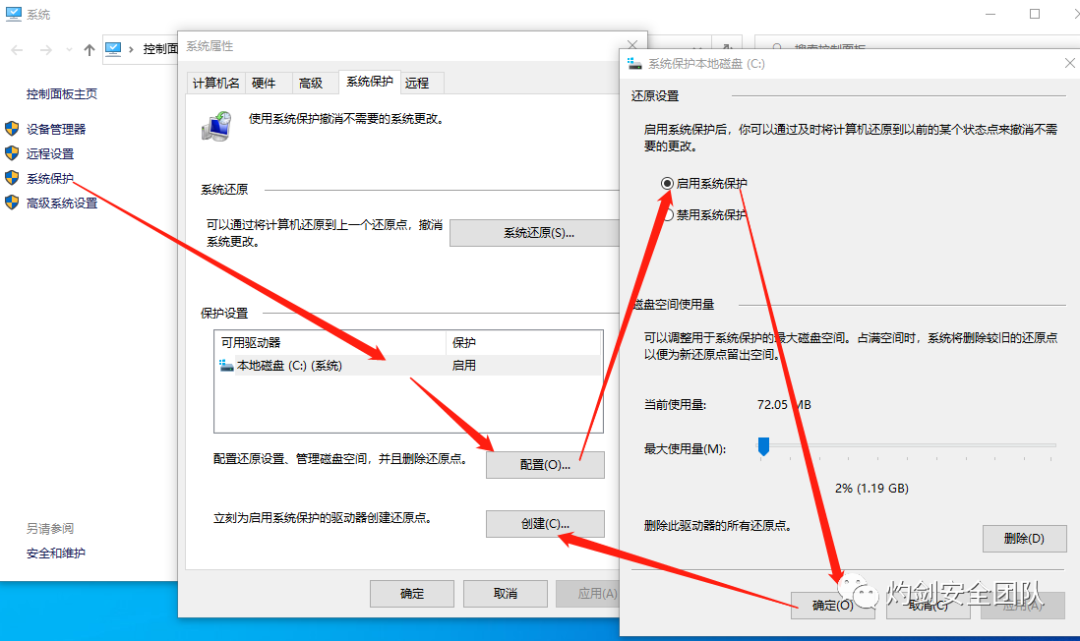 系统
控制面
搜索控制面板
控制面板主页
设备管理器
远程设置
系统保护
高级系统设置
另请参阅
安全和维护
系统属性
计算机名
硬件
高级
系统保护
远程
使用系统保护撤消不需要的系统更改。
系统还原
可以通过将计算机还原到上一个还原点，撤消
系统更改。
系统还原(S)...
保护设置
可用驱动器
保护
本地磁盘 (C:) (系统)
启用
配置还原设置、管理磁盘空间，并且删除还原点。
配置(O)...
立刻为启用系统保护的驱动器创建还原点。
创建(C)...
确定
取消
应用(A)
系统保护本地磁盘 (C:)
还原设置
启用系统保护后，你可以通过及时将计算机还原到以前的某个状态点来撤消不需
要的更改。
启用系统保护
禁用系统保护
磁盘空间使用量
可以调整用于系统保护的最大磁盘空间。占满空间时，系统将删除较旧的还原点
以便为新还原点留出空间。
当前使用量:
72.05 MB
最大使用量(M):
2% (1.19 GB)
删除此驱动器的所有还原点。
删除(D)
确定(O)
取消(C)
应用(A)
灼剑安全团队